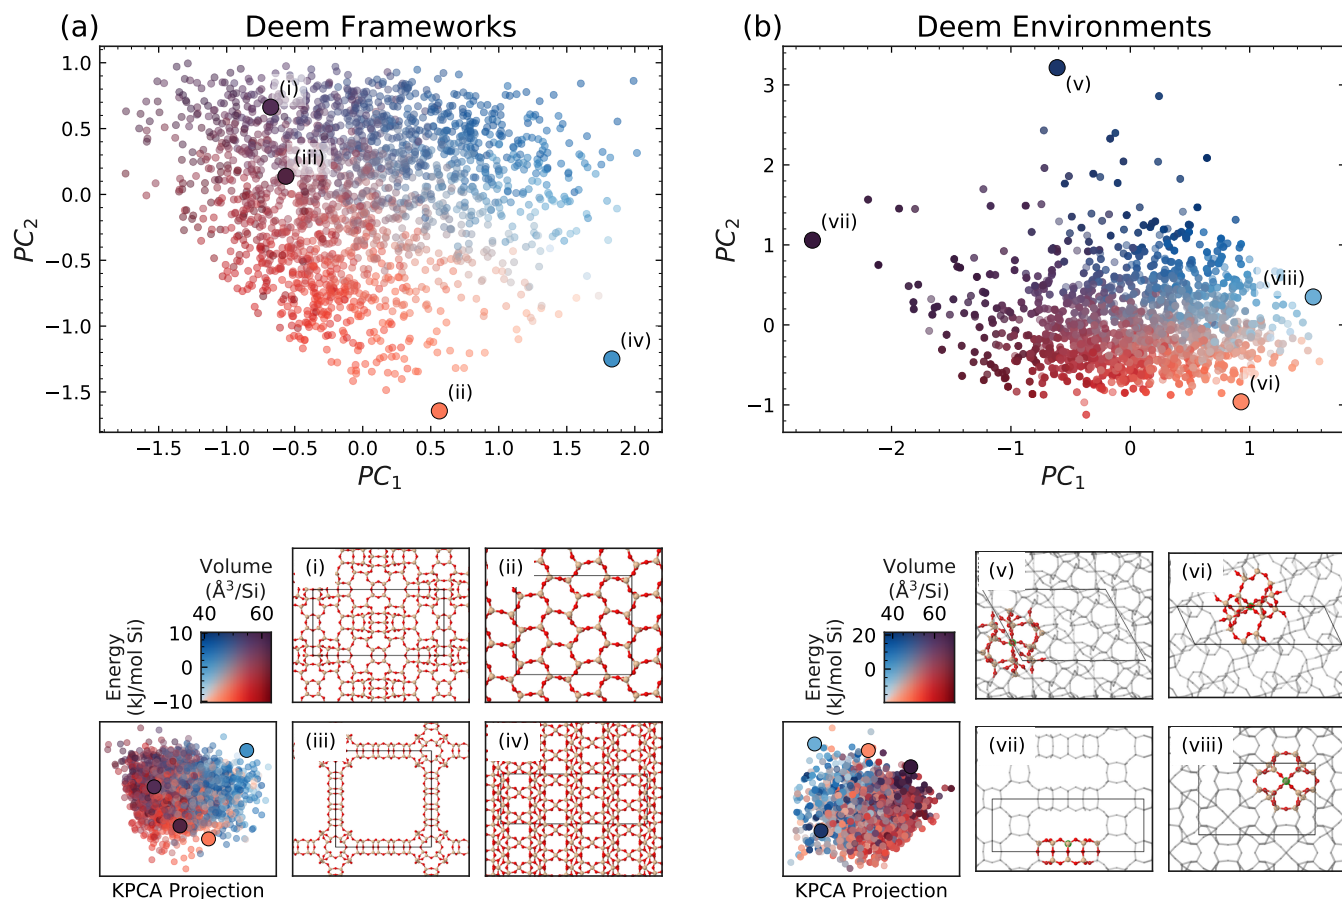 (a) Deem Frameworks
(i)
(iii)
(iv)
(ii)
1.0
0.5
0.0
−0.5
−1.0
−1.5
PC2
−1.5 −1.0 −0.5 0.0 0.5 1.0 1.5 2.0
PC1
(b) Deem Environments
(v)
(vii)
(viii)
(vi)
3
2
1
0
−1
PC2
−2 −1 0 1
PC1
Volume
(Å3/Si)
40 60
Energy
(kJ/mol Si)
10
0
−10
(i)
(ii)
(iii)
(iv)
KPCA Projection
Volume
(Å3/Si)
40 60
Energy
(kJ/mol Si)
20
0
(v)
(vi)
(vii)
(viii)
KPCA Projection